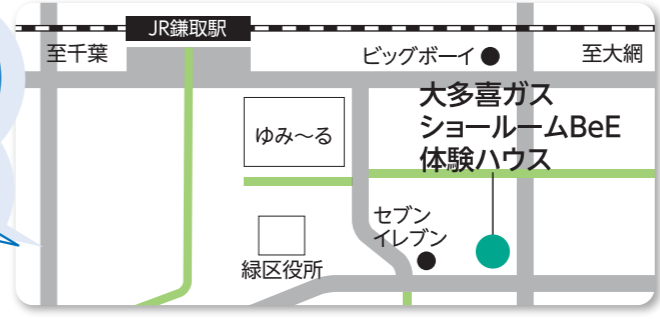 JR鎌取駅
至千葉
ビッグボーイ
至大網
大多喜ガス
ショールームBeE
体験ハウス
ゆみ〜る
セブン
イレブン
緑区役所